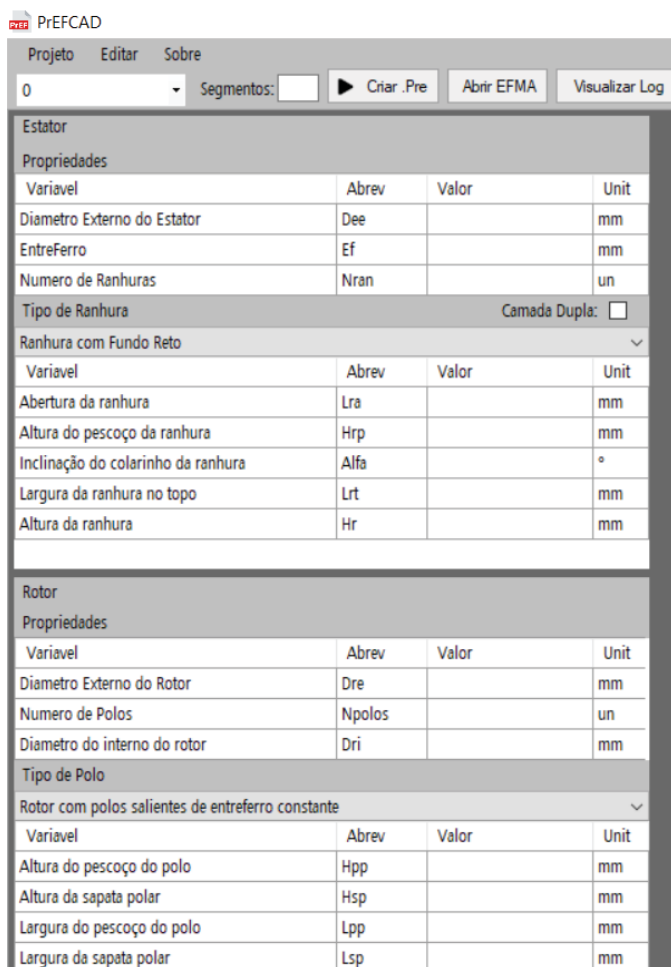 PrEF PrEFCAD
Projeto Editar Sobre
0 Segmentos: Criar .Pre Abrir EFMA Visualizar Log
Estator
Propriedades
Variavel Abrev Valor Unit
Diametro Externo do Estator Dee mm
EntreFerro Ef mm
Numero de Ranhuras Nran un
Tipo de Ranhura Camada Dupla:
Ranhura com Fundo Reto
Variavel Abrev Valor Unit
Abertura da ranhura Lra mm
Altura do pescoço da ranhura Hrp mm
Inclinação do colarinho da ranhura Alfa °
Largura da ranhura no topo Lrt mm
Altura da ranhura Hr mm
Rotor
Propriedades
Variavel Abrev Valor Unit
Diametro Externo do Rotor Dre mm
Numero de Polos Npolos un
Diametro do interno do rotor Dri mm
Tipo de Polo
Rotor com polos salientes de entreferro constante
Variavel Abrev Valor Unit
Altura do pescoço do polo Hpp mm
Altura da sapata polar Hsp mm
Largura do pescoço do polo Lpp mm
Largura da sapata polar Lsp mm